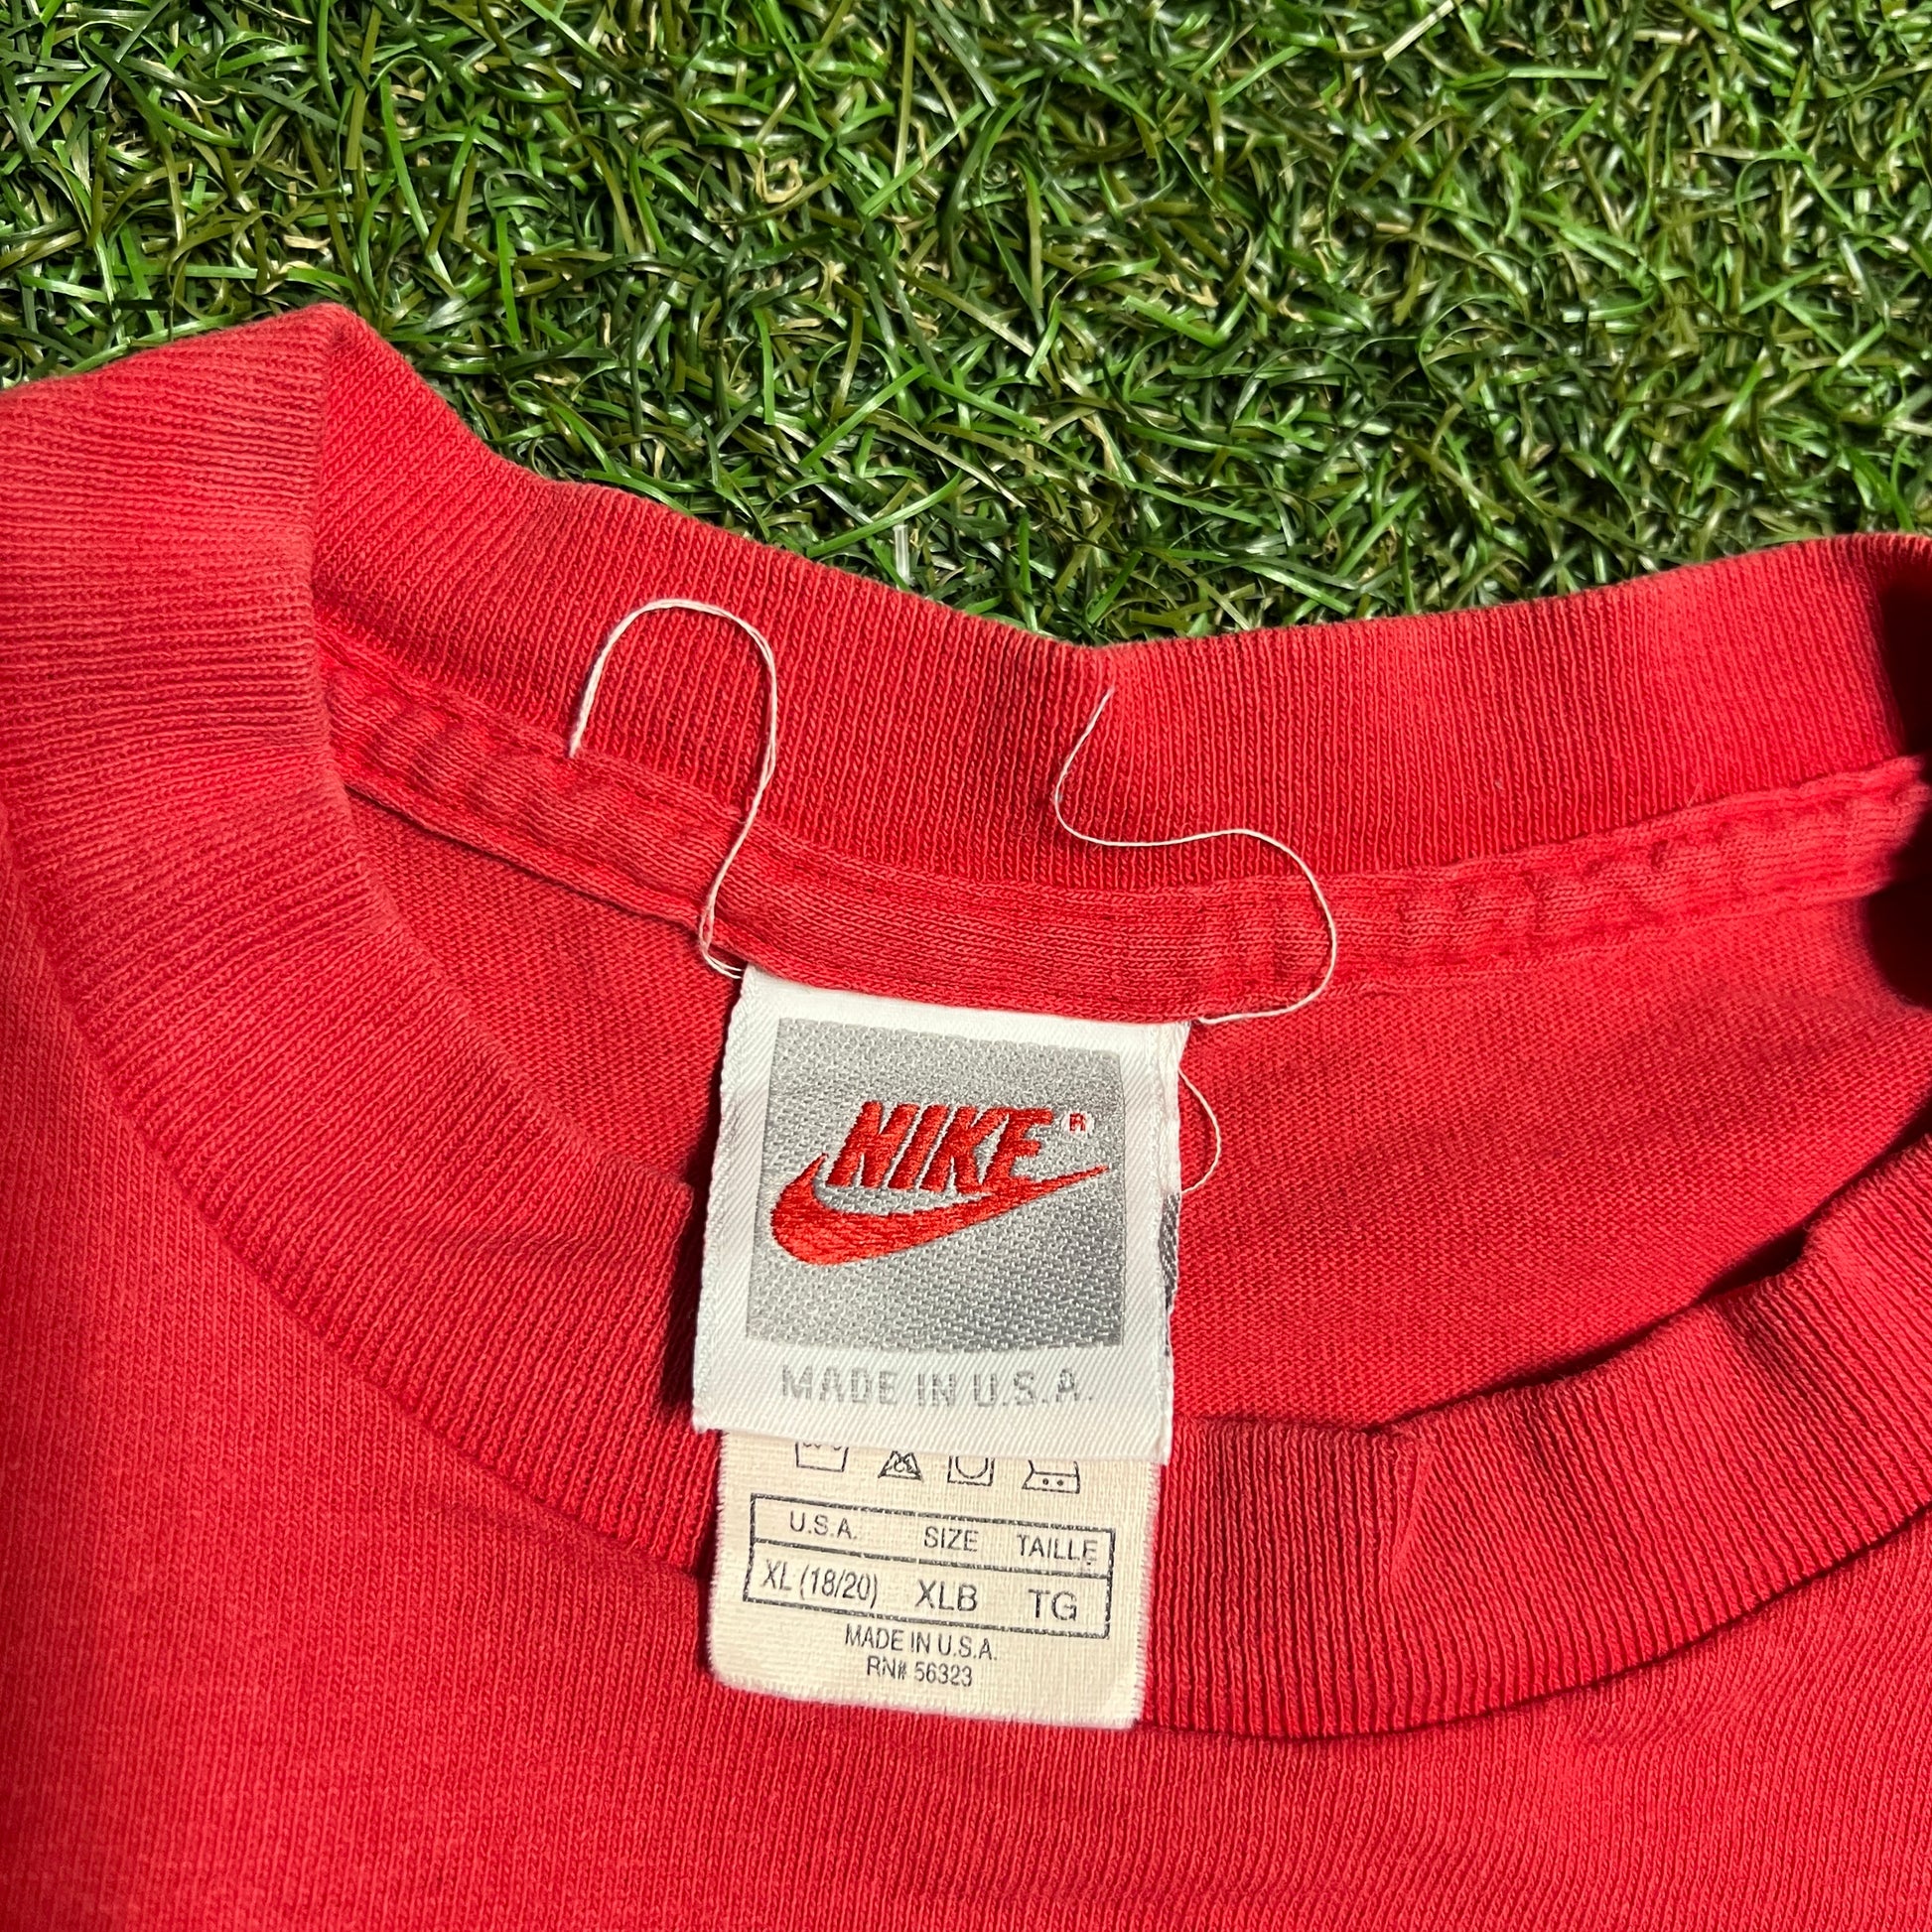 NIKE ®
MADE IN U.S.A.
U.S.A. SIZE TAILLE
XL (18/20) XLB TG
MADE IN U.S.A.
RN# 56323